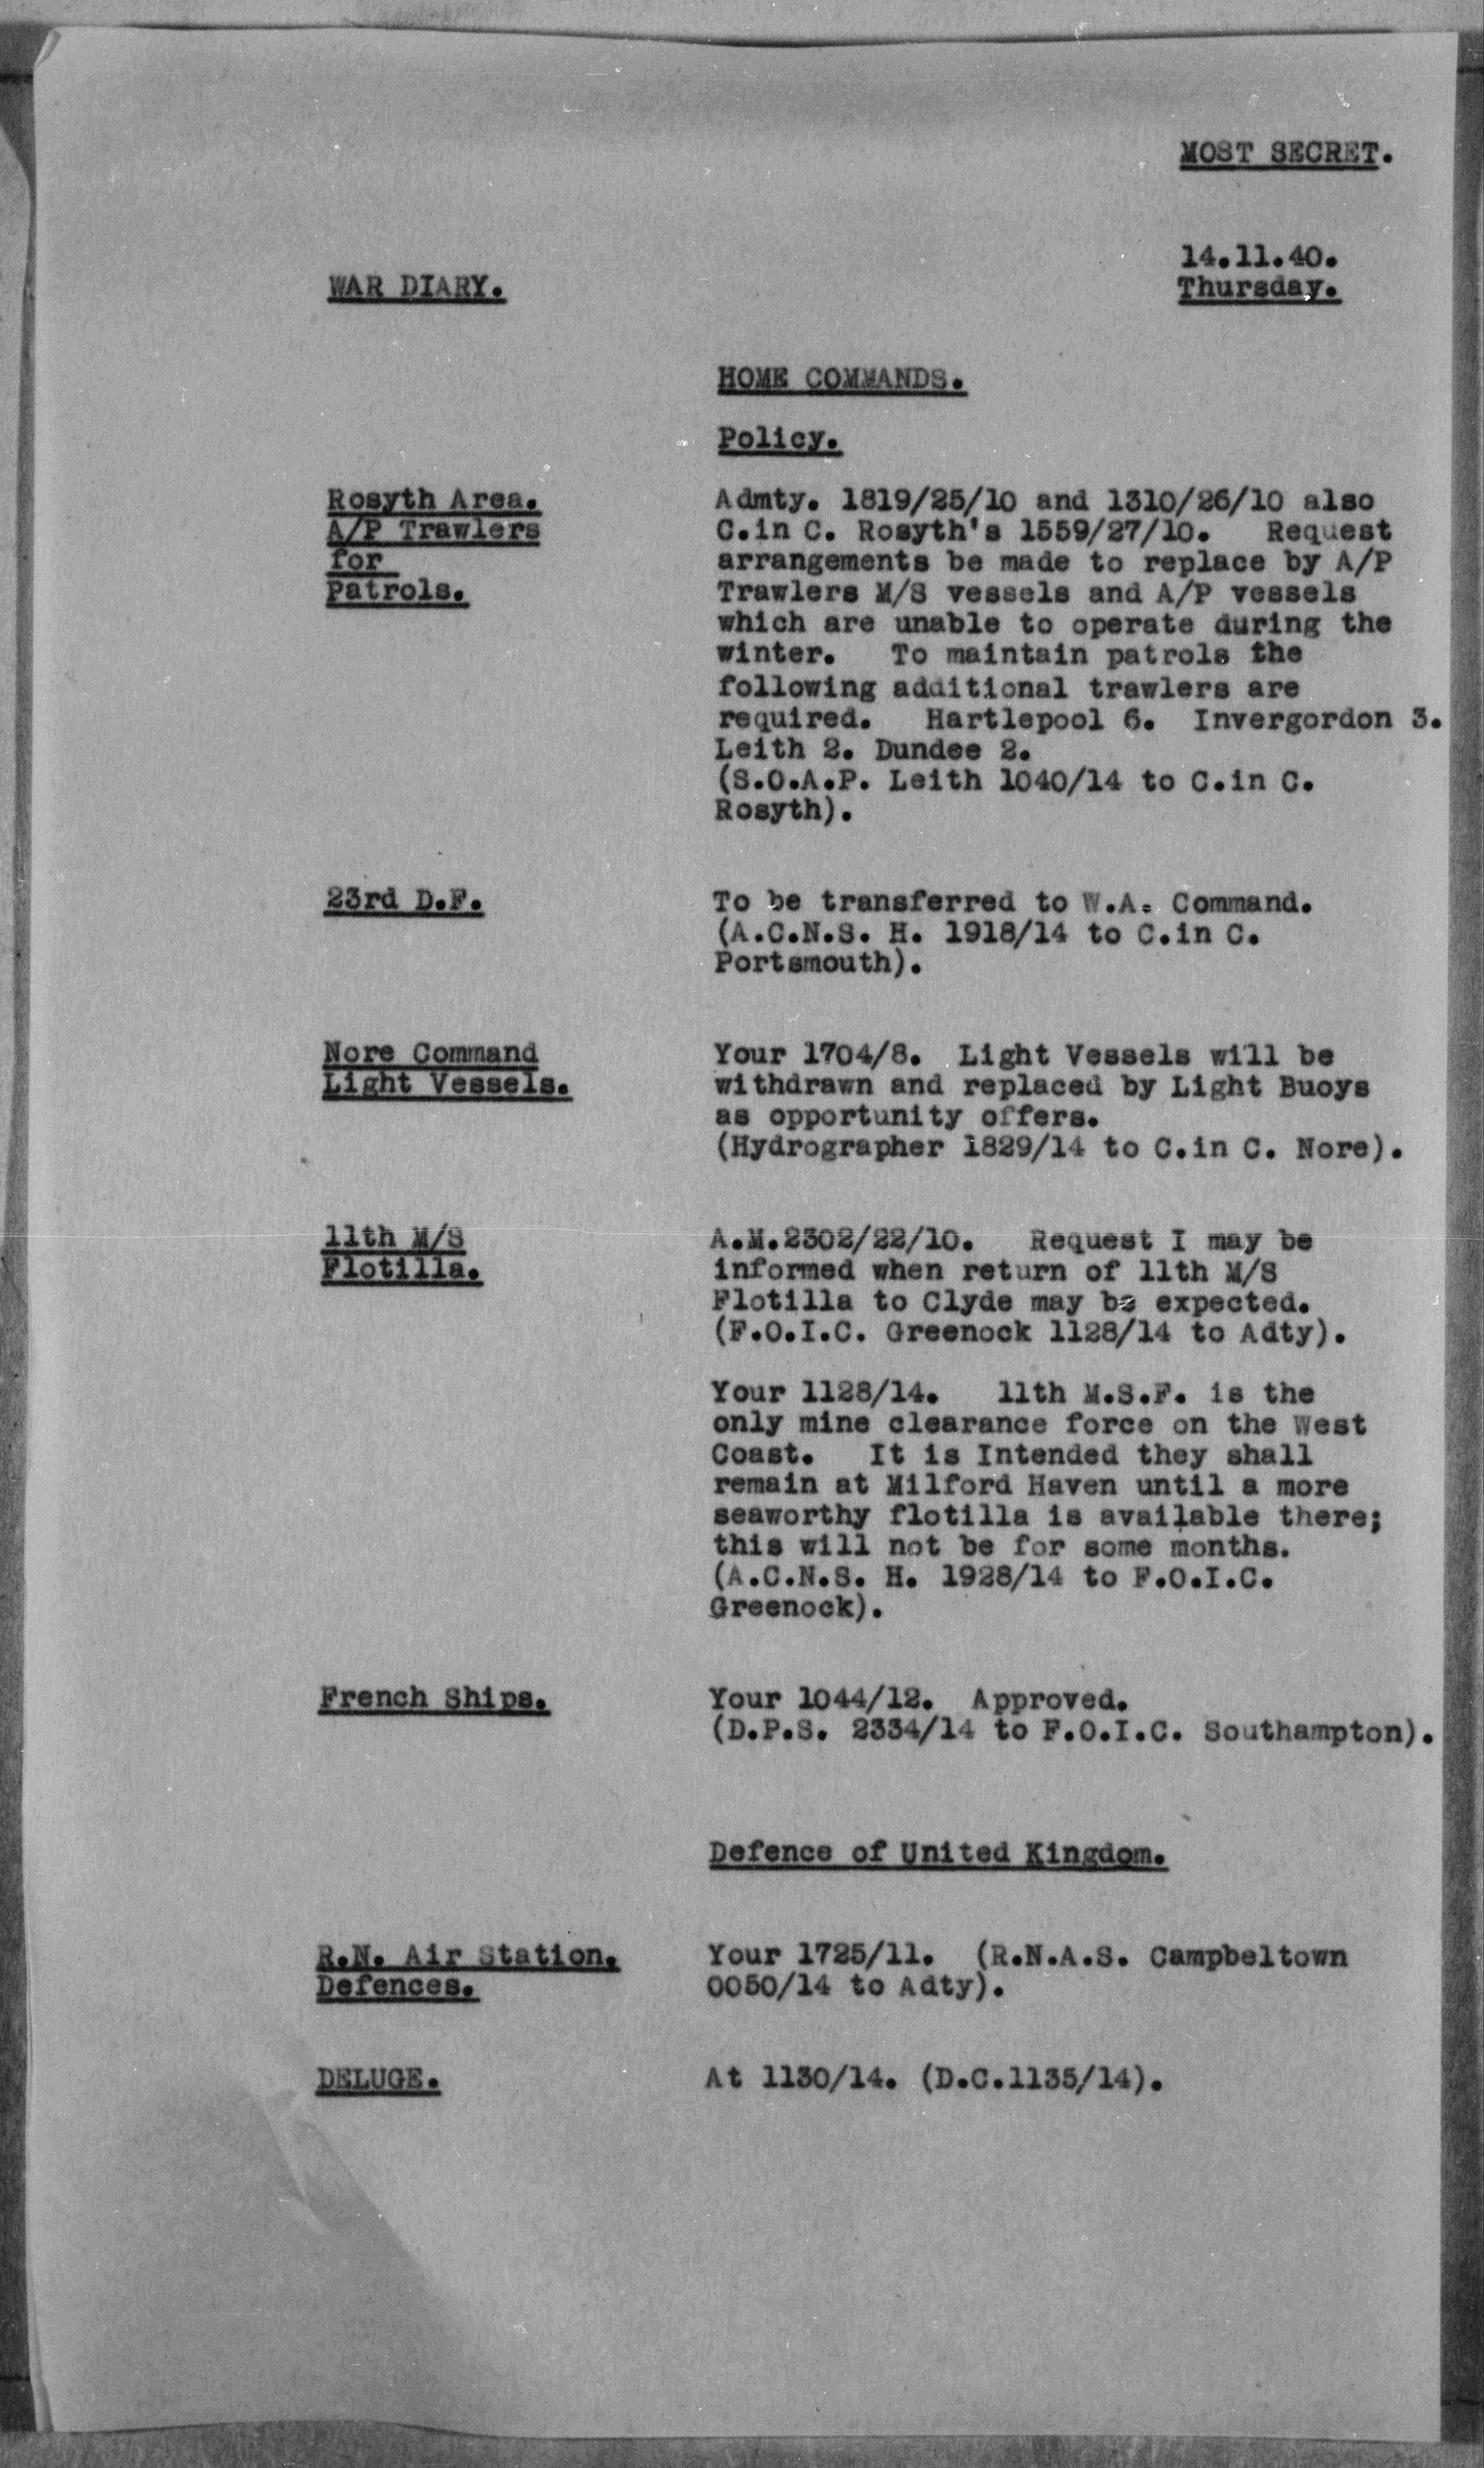 MOST SECRET.
14.11.40.
WAR DIARY.
Thursday.
HOME COMMANDS.
Policy.
Rosyth Area.
A/P Trawlers
for
Patrols.
Admty. 1819/25/10 and 1310/26/10 also
C.in C. Rosyth's 1559/27/10. Request
arrangements be made to replace by A/P
Trawlers M/S vessels and A/P vessels
which are unable to operate during the
winter. To maintain patrols the
following additional trawlers are
required. Hartlepool 6. Invergordon 3.
Leith 2. Dundee 2.
(S.O.A.P. Leith 1040/14 to C.in C.
Rosyth).
23rd D.F.
To be transferred to W.A. Command.
(A.C.N.S. H. 1918/14 to C.in C.
Portsmouth).
Nore Command
Light Vessels.
Your 1704/8. Light Vessels will be
withdrawn and replaced by Light Buoys
as opportunity offers.
(Hydrographer 1829/14 to C.in C. Nore).
11th M/S
Flotilla.
A.M.2302/22/10. Request I may be
informed when return of 11th M/S
Flotilla to Clyde may be expected.
(F.O.I.C. Greenock 1128/14 to Adty).
Your 1128/14. 11th M.S.F. is the
only mine clearance force on the West
Coast. It is Intended they shall
remain at Milford Haven until a more
seaworthy flotilla is available there;
this will not be for some months.
(A.C.N.S. H. 1928/14 to F.O.I.C.
Greenock).
French Ships.
Your 1044/12. Approved.
(D.P.S. 2334/14 to F.O.I.C. Southampton).
Defence of United Kingdom.
R.N. Air Station.
Defences.
Your 1725/11. (R.N.A.S. Campbeltown
0050/14 to Adty).
DELUGE.
At 1130/14. (D.C.1135/14).